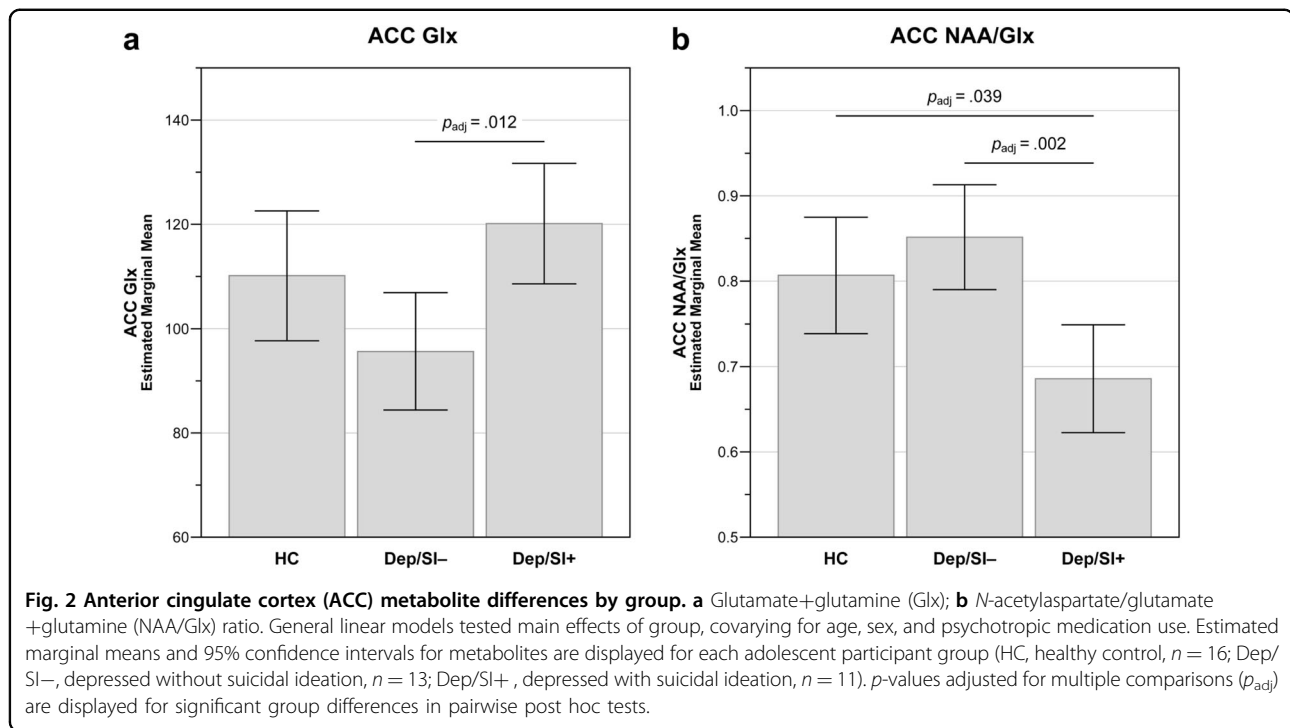 a
ACC Glx
140
120
100
80
60
ACC Glx
Estimated Marginal Mean
padj = .012
HC
Dep/SI–
Dep/SI+
b
ACC NAA/Glx
1.0
0.9
0.8
0.7
0.6
0.5
ACC NAA/Glx
Estimated Marginal Mean
padj = .039
padj = .002
HC
Dep/SI–
Dep/SI+
Fig. 2 Anterior cingulate cortex (ACC) metabolite differences by group. a Glutamate+glutamine (Glx); b N-acetylaspartate/glutamate
+glutamine (NAA/Glx) ratio. General linear models tested main effects of group, covarying for age, sex, and psychotropic medication use. Estimated
marginal means and 95% confidence intervals for metabolites are displayed for each adolescent participant group (HC, healthy control, n = 16; Dep/
SI−, depressed without suicidal ideation, n = 13; Dep/SI+ , depressed with suicidal ideation, n = 11). p-values adjusted for multiple comparisons (padj)
are displayed for significant group differences in pairwise post hoc tests.